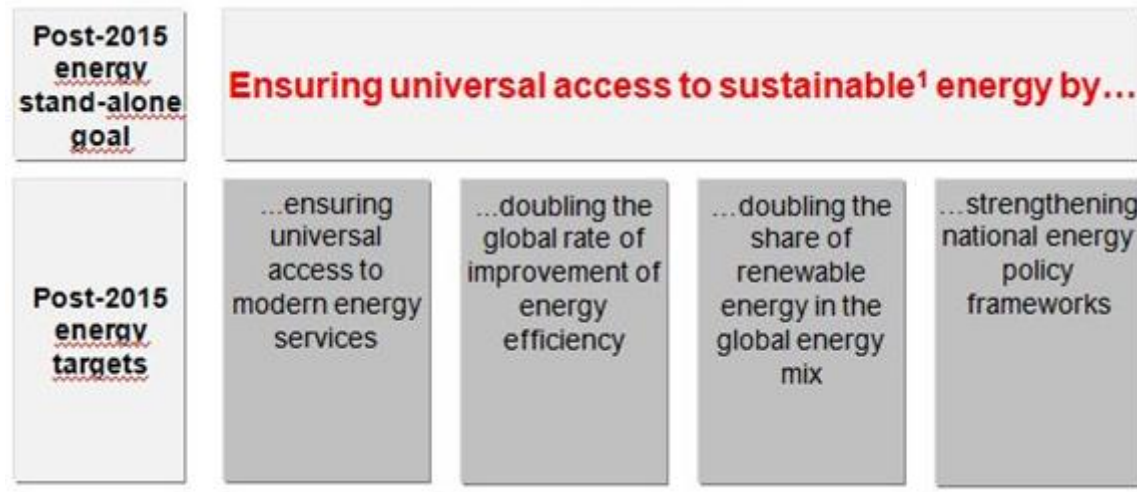 Post-2015
energy
stand-alone
goal
Ensuring universal access to sustainable¹ energy by…
Post-2015
energy
targets
…ensuring
universal
access to
modern energy
services
…doubling the
global rate of
improvement of
energy
efficiency
…doubling the
share of
renewable
energy in the
global energy
mix
…strengthening
national energy
policy
frameworks